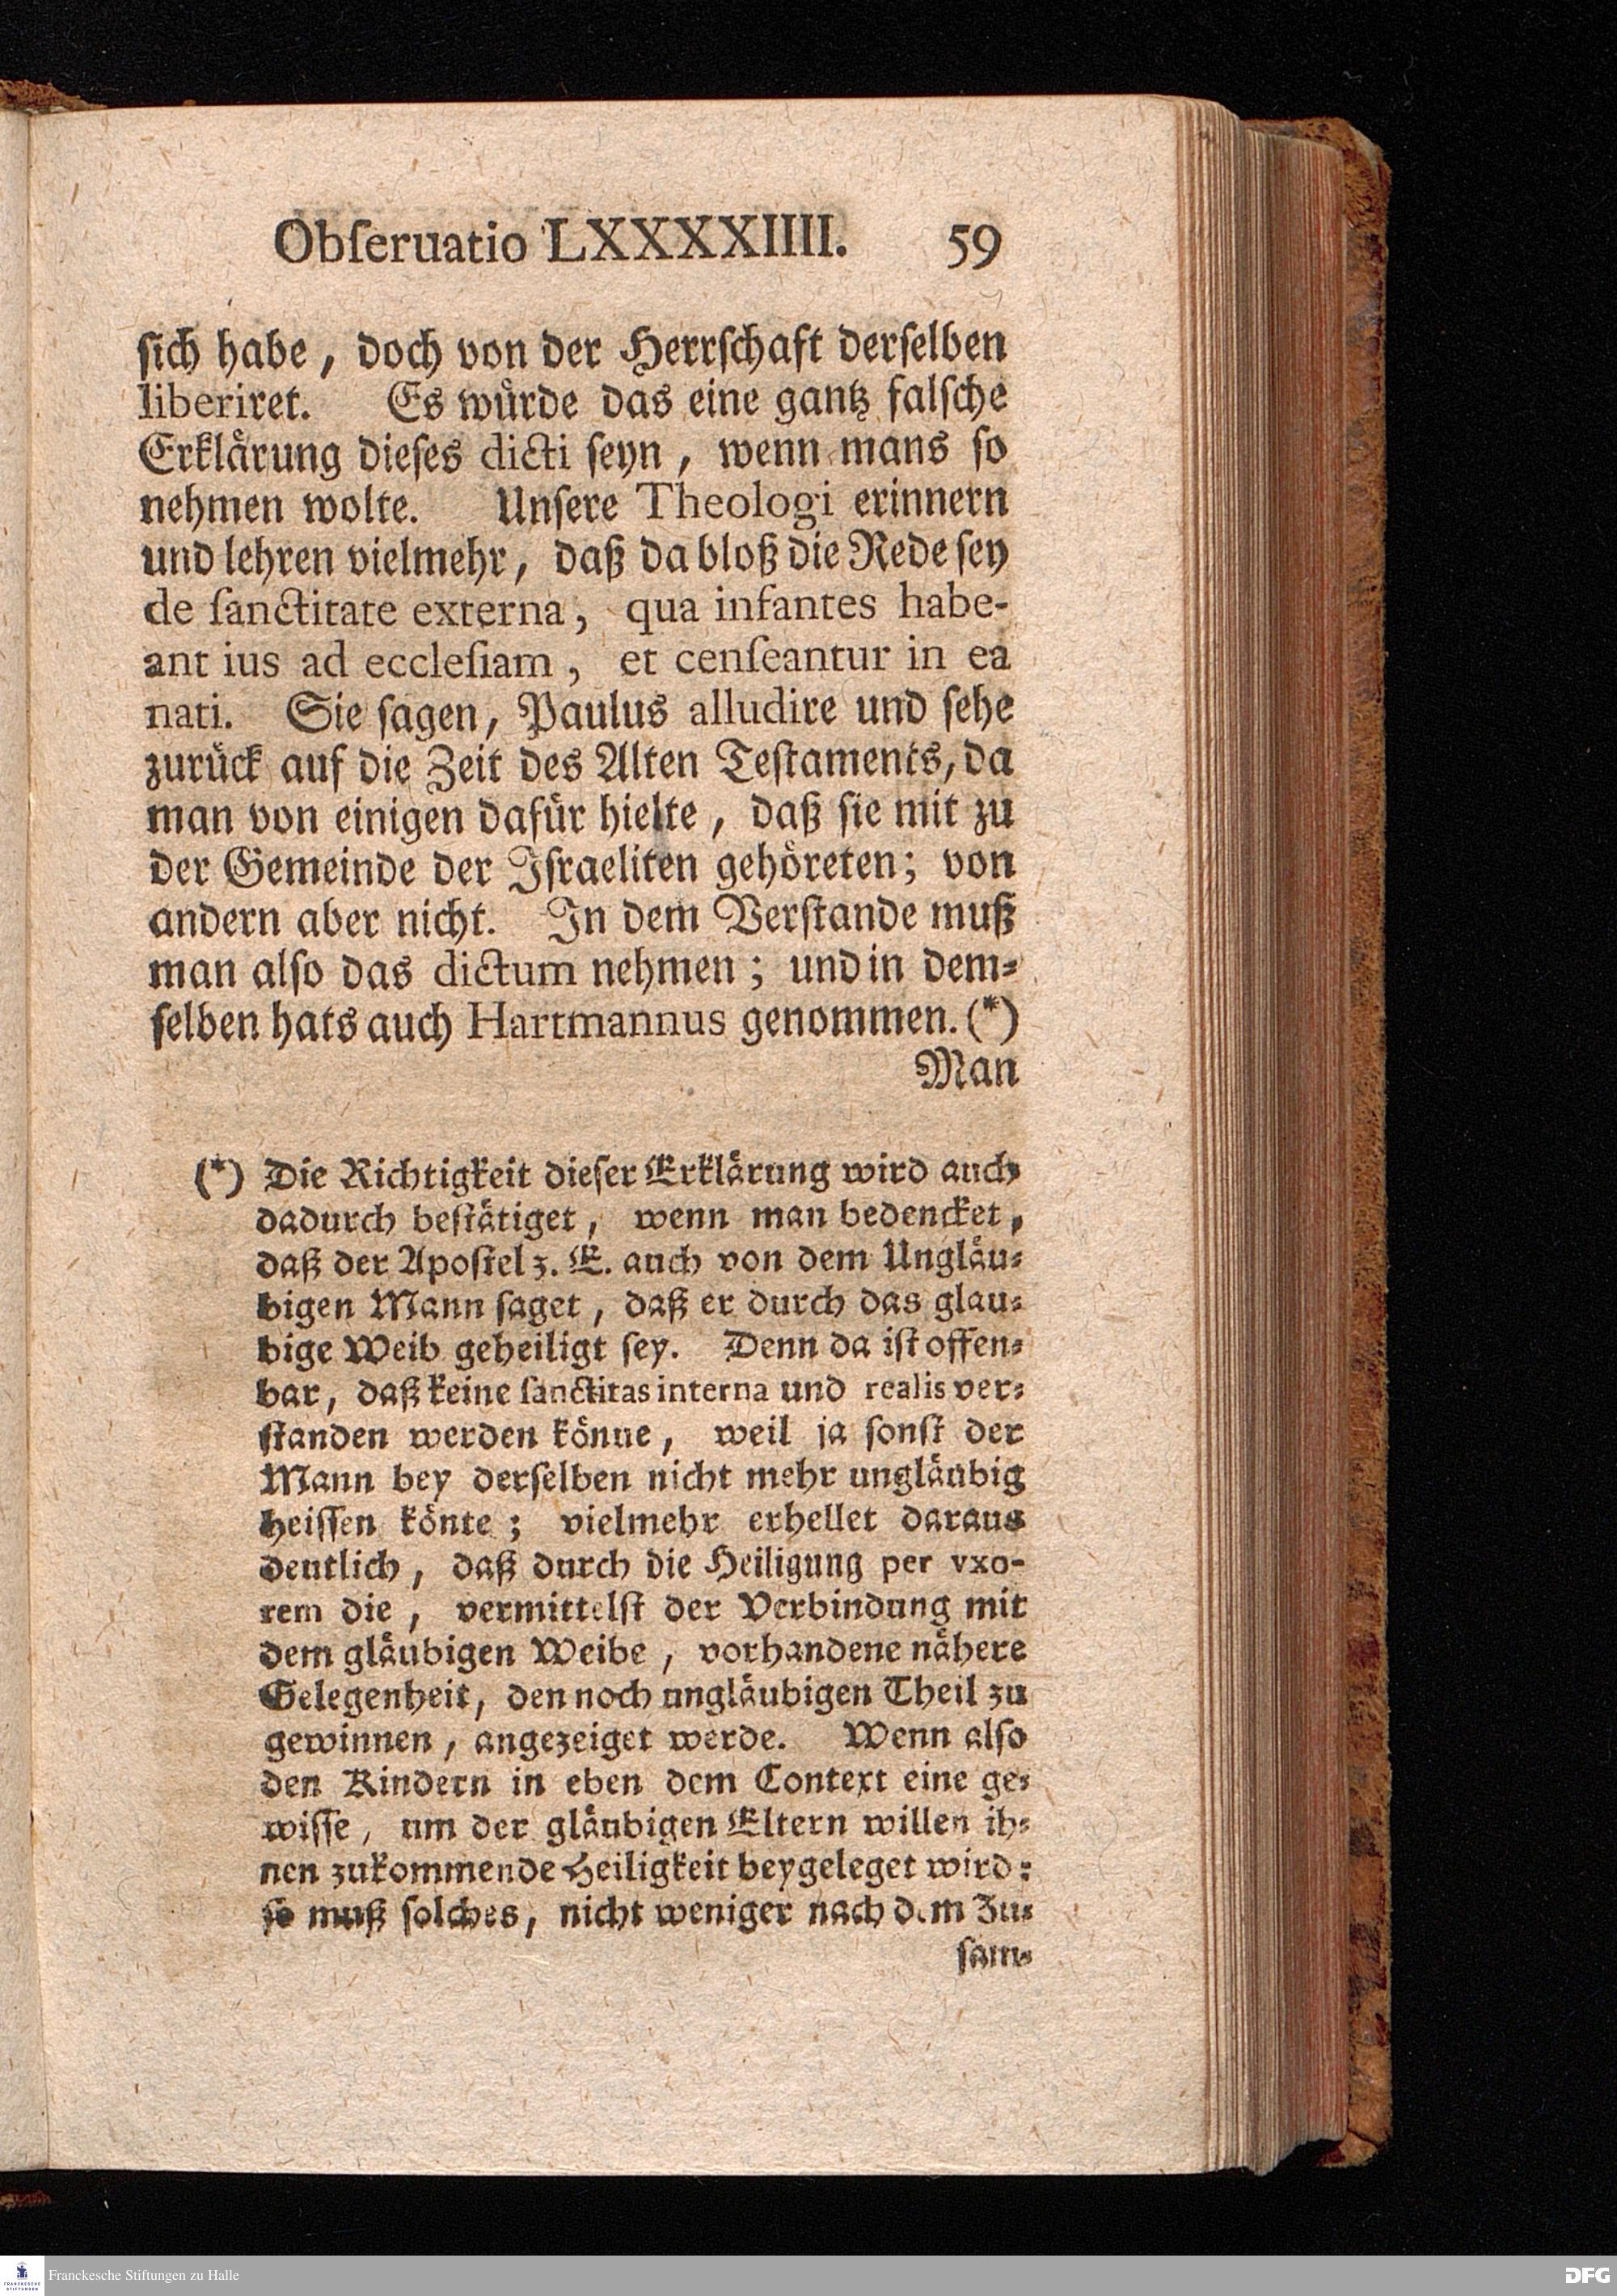 Obſeruatio LXXXXIIII. 59
ſich habe, doch von der Herrſchaft derſelben
liberiret. Es würde das eine gantz falſche
Erklärung dieſes dicti ſeyn, wenn mans ſo
nehmen wolte. Unſere Theologi erinnern
und lehren vielmehr, daß da bloß die Rede ſey
de ſanctitate externa, qua infantes habe-
ant ius ad eccleſiam, et cenſeantur in ea
nati. Sie ſagen, Paulus alludire und ſehe
zurück auf die Zeit des Alten Teſtaments, da
man von einigen dafür hielte, daß ſie mit zu
der Gemeinde der Iſraeliten gehöreten; von
andern aber nicht. In dem Verſtande muß
man alſo das dictum nehmen; und in dem-
ſelben hats auch Hartmannus genommen. (*)
Man
(*) Die Richtigkeit dieſer Erklärung wird auch
dadurch beſtätiget, wenn man bedencket,
daß der Apoſtel z. E. auch von dem Ungläu-
bigen Mann ſaget, daß er durch das glau-
bige Weib geheiligt ſey. Denn da iſt offen-
bar, daß keine ſanctitas interna und realis ver-
ſtanden werden könne, weil ja ſonſt der
Mann bey derſelben nicht mehr ungläubig
heiſſen könte; vielmehr erhellet daraus
deutlich, daß durch die Heiligung per vxo-
rem die, vermittelſt der Verbindung mit
dem gläubigen Weibe, vorhandene nähere
Gelegenheit, den noch ungläubigen Theil zu
gewinnen, angezeiget werde. Wenn alſo
den Kindern in eben dem Context eine ge-
wiſſe, um der gläubigen Eltern willen ih-
nen zukommende Heiligkeit beygeleget wird:
ſo muß ſolches, nicht weniger nach dem Zu-
ſam-
FRANCKESCHE STIFTUNGEN
Franckesche Stiftungen zu Halle
DFG